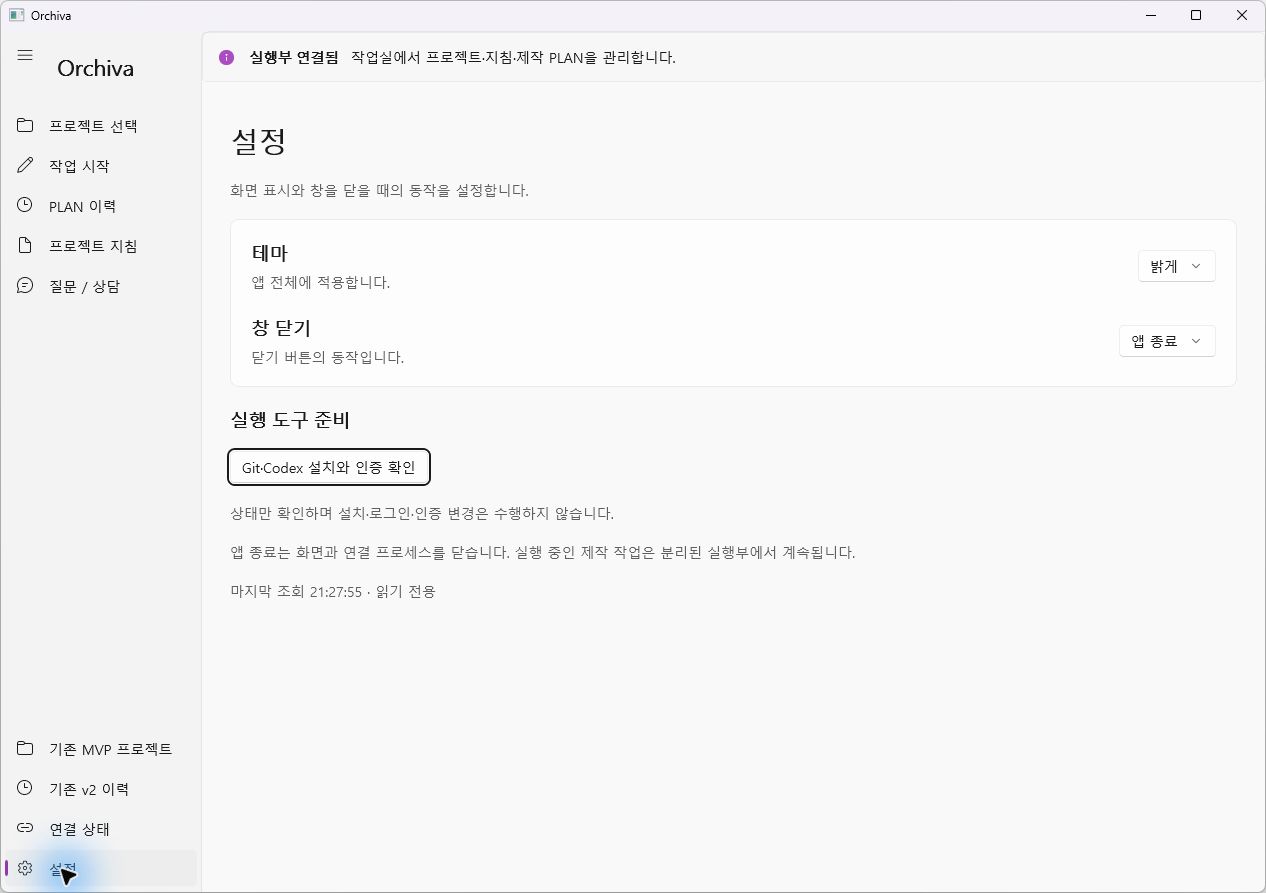 Orchiva
Orchiva
프로젝트 선택
작업 시작
PLAN 이력
프로젝트 지침
질문 / 상담
기존 MVP 프로젝트
기존 v2 이력
연결 상태
설정
실행부 연결됨 작업실에서 프로젝트·지침·제작 PLAN을 관리합니다.
설정
화면 표시와 창을 닫을 때의 동작을 설정합니다.
테마
앱 전체에 적용합니다.
밝게
창 닫기
닫기 버튼의 동작입니다.
앱 종료
실행 도구 준비
Git·Codex 설치와 인증 확인
상태만 확인하며 설치·로그인·인증 변경은 수행하지 않습니다.
앱 종료는 화면과 연결 프로세스를 닫습니다. 실행 중인 제작 작업은 분리된 실행부에서 계속됩니다.
마지막 조회 21:27:55 · 읽기 전용